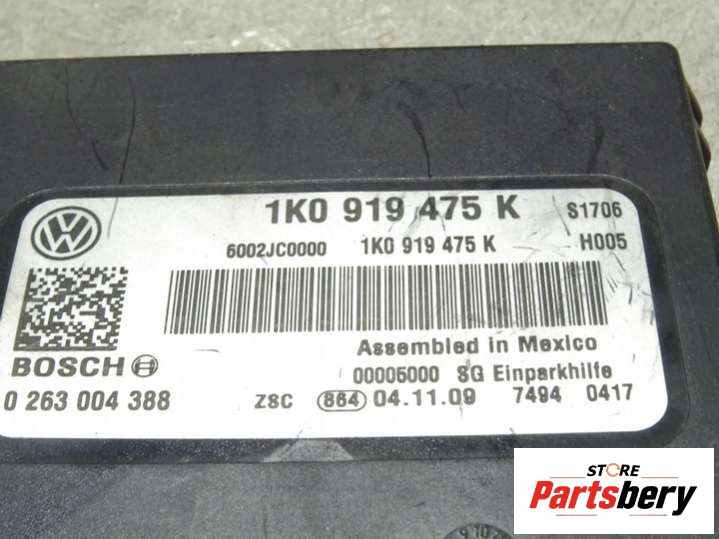 1K0 919 475 K S1706
6002JC0000 1K0 919 475 K H005
BOSCH
Assembled in Mexico
00005000 SG Einparkhilfe
0 263 004 388 ZSC 864 04.11.09 7494 0417
STORE
Partsbery